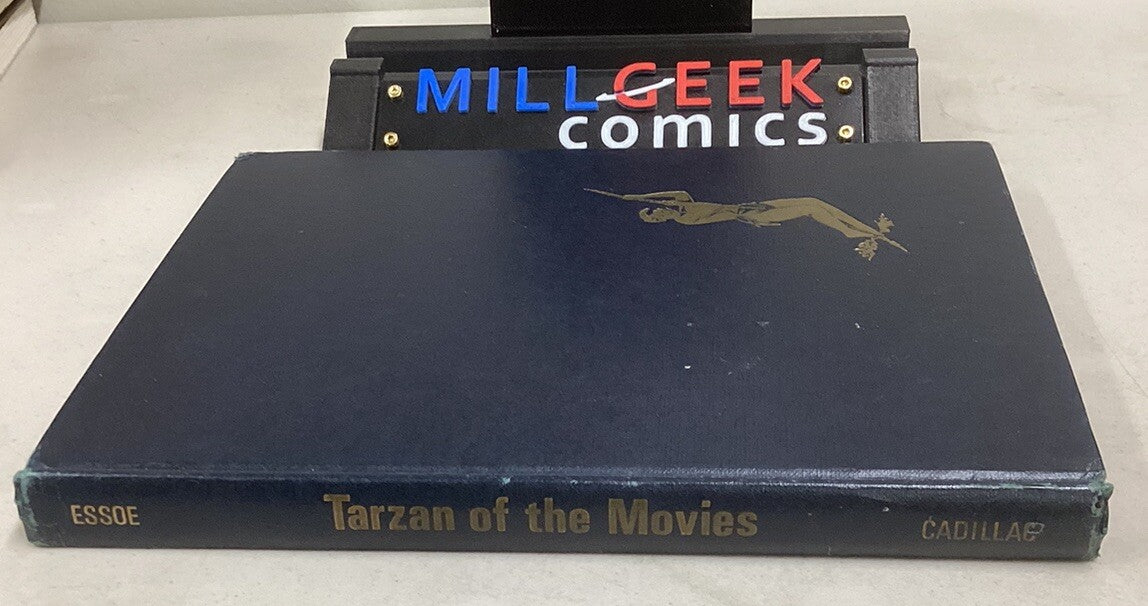 MILLGEEK
comics
ESSOE Tarzan of the Movies CADILLAC